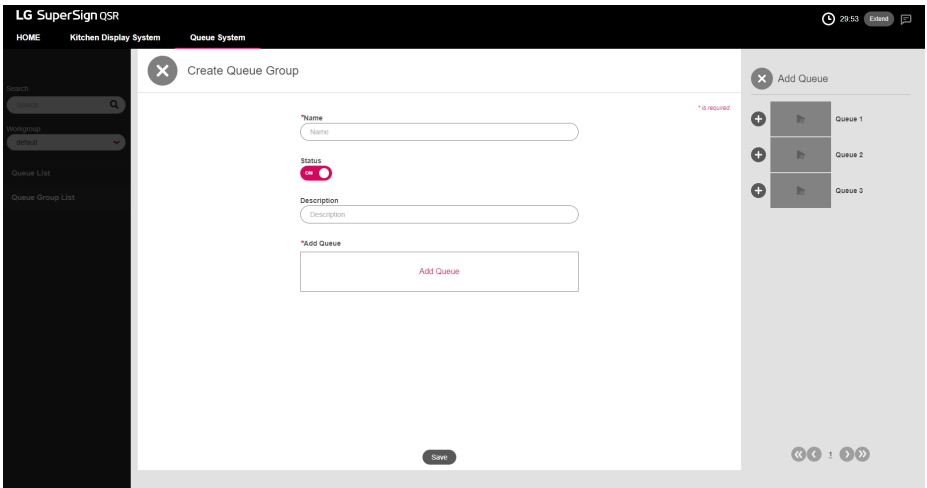 LG SuperSign QSR
29:53 Extend
HOME Kitchen Display System Queue System
Create Queue Group
Add Queue
Search
Search
Workgroup
default
Queue List
Queue Group List
* is required
*Name
Name
Status
ON
Description
Description
*Add Queue
Add Queue
Save
Queue 1
Queue 2
Queue 3
1